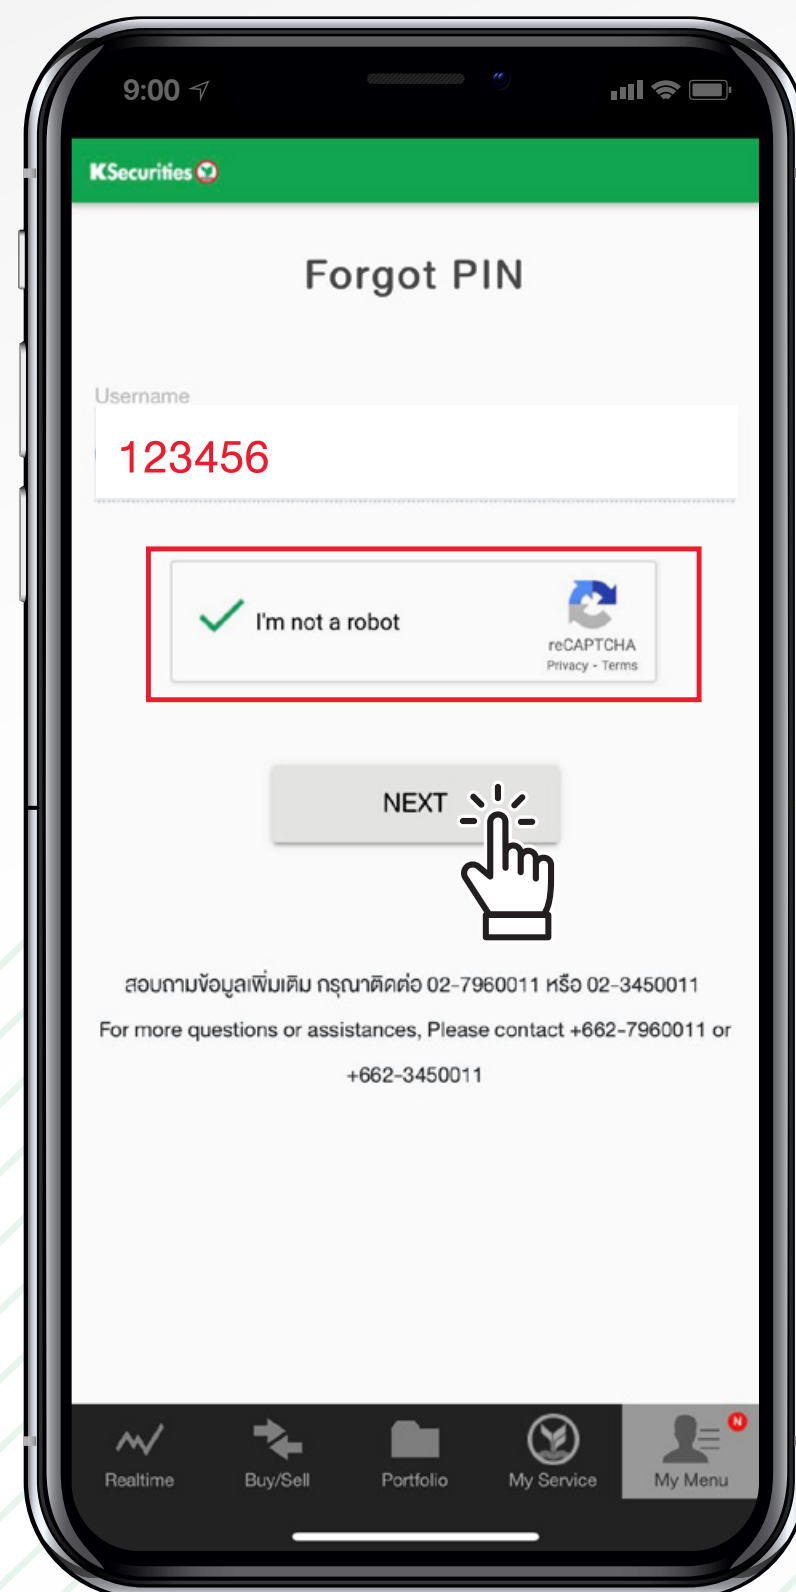 9:00
KSecurities
Forgot PIN
Username
123456
I'm not a robot
reCAPTCHA
Privacy - Terms
NEXT
สอบถามข้อมูลเพิ่มเติม กรุณาติดต่อ 02-7960011 หรือ 02-3450011
For more questions or assistances, Please contact +662-7960011 or
+662-3450011
N
Realtime Buy/Sell Portfolio My Service My Menu